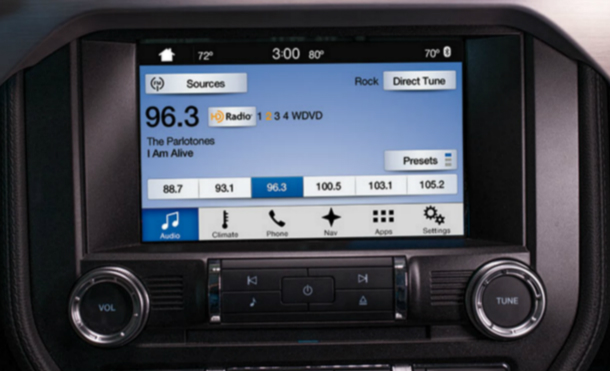 72° 3:00 80° 70°
FM Sources Rock Direct Tune
96.3 HD Radio 1 2 3 4 WDVD
The Parlotones
I Am Alive
Presets
88.7 93.1 96.3 100.5 103.1 105.2
Audio Climate Phone Nav Apps Settings
VOL
TUNE